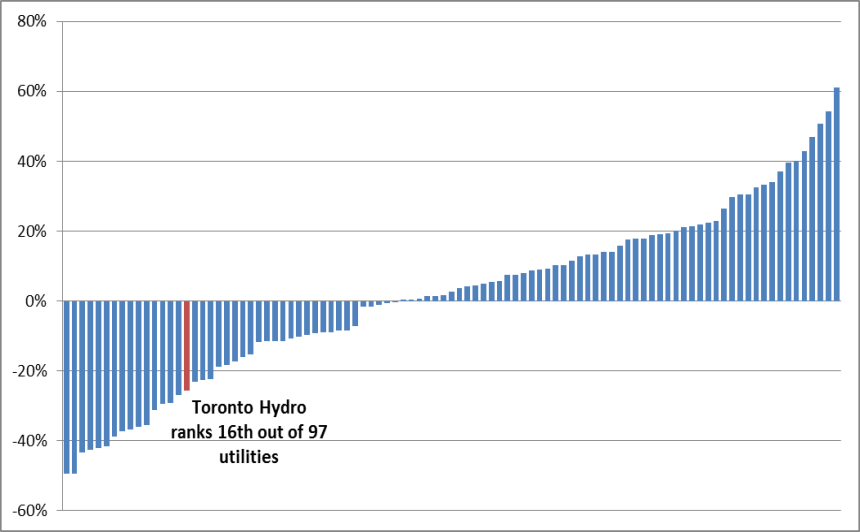 80%
60%
40%
20%
0%
-20%
-40%
-60%
Toronto Hydro
ranks 16th out of 97
utilities